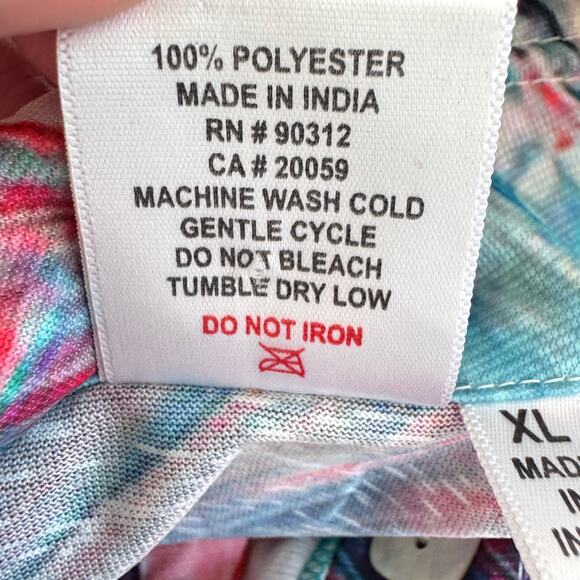 100% POLYESTER
MADE IN INDIA
RN # 90312
CA # 20059
MACHINE WASH COLD
GENTLE CYCLE
DO NOT BLEACH
TUMBLE DRY LOW
DO NOT IRON
XL
MAD
IN
IN